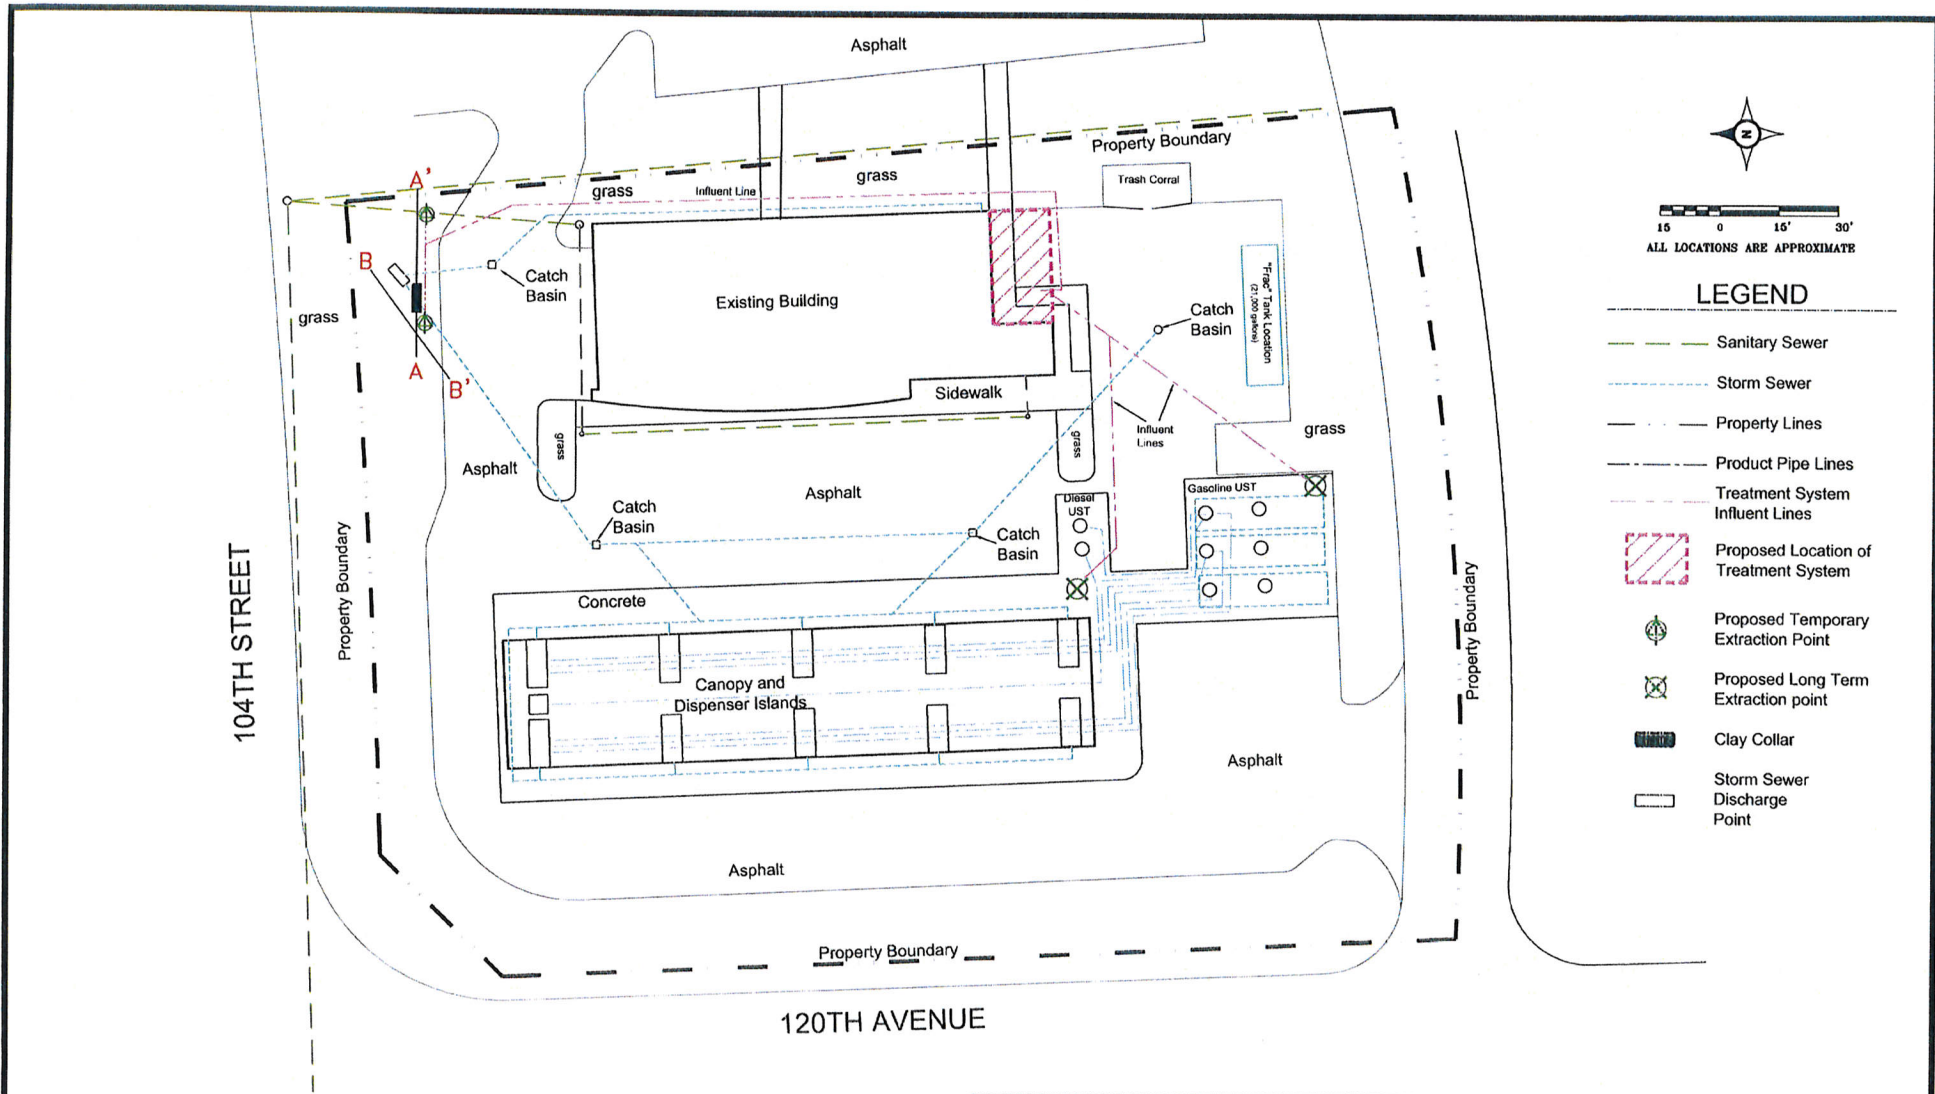 Asphalt
Property Boundary
A'
grass
Influent Line
grass
Trash Corral
B
Catch
Basin
Existing Building
grass
"Frac" Tank Location
(21,000 gallons)
Catch
Basin
A
B'
Sidewalk
Influent
Lines
grass
grass
grass
Asphalt
Asphalt
Catch
Basin
Diesel
UST
Gasoline UST
Catch
Basin
Concrete
104TH STREET
Property Boundary
Property Boundary
Canopy and
Dispenser Islands
Asphalt
Asphalt
Property Boundary
120TH AVENUE
N
15 0 15' 30'
ALL LOCATIONS ARE APPROXIMATE
LEGEND
Sanitary Sewer
Storm Sewer
Property Lines
Product Pipe Lines
Treatment System
Influent Lines
Proposed Location of
Treatment System
Proposed Temporary
Extraction Point
Proposed Long Term
Extraction point
Clay Collar
Storm Sewer
Discharge
Point